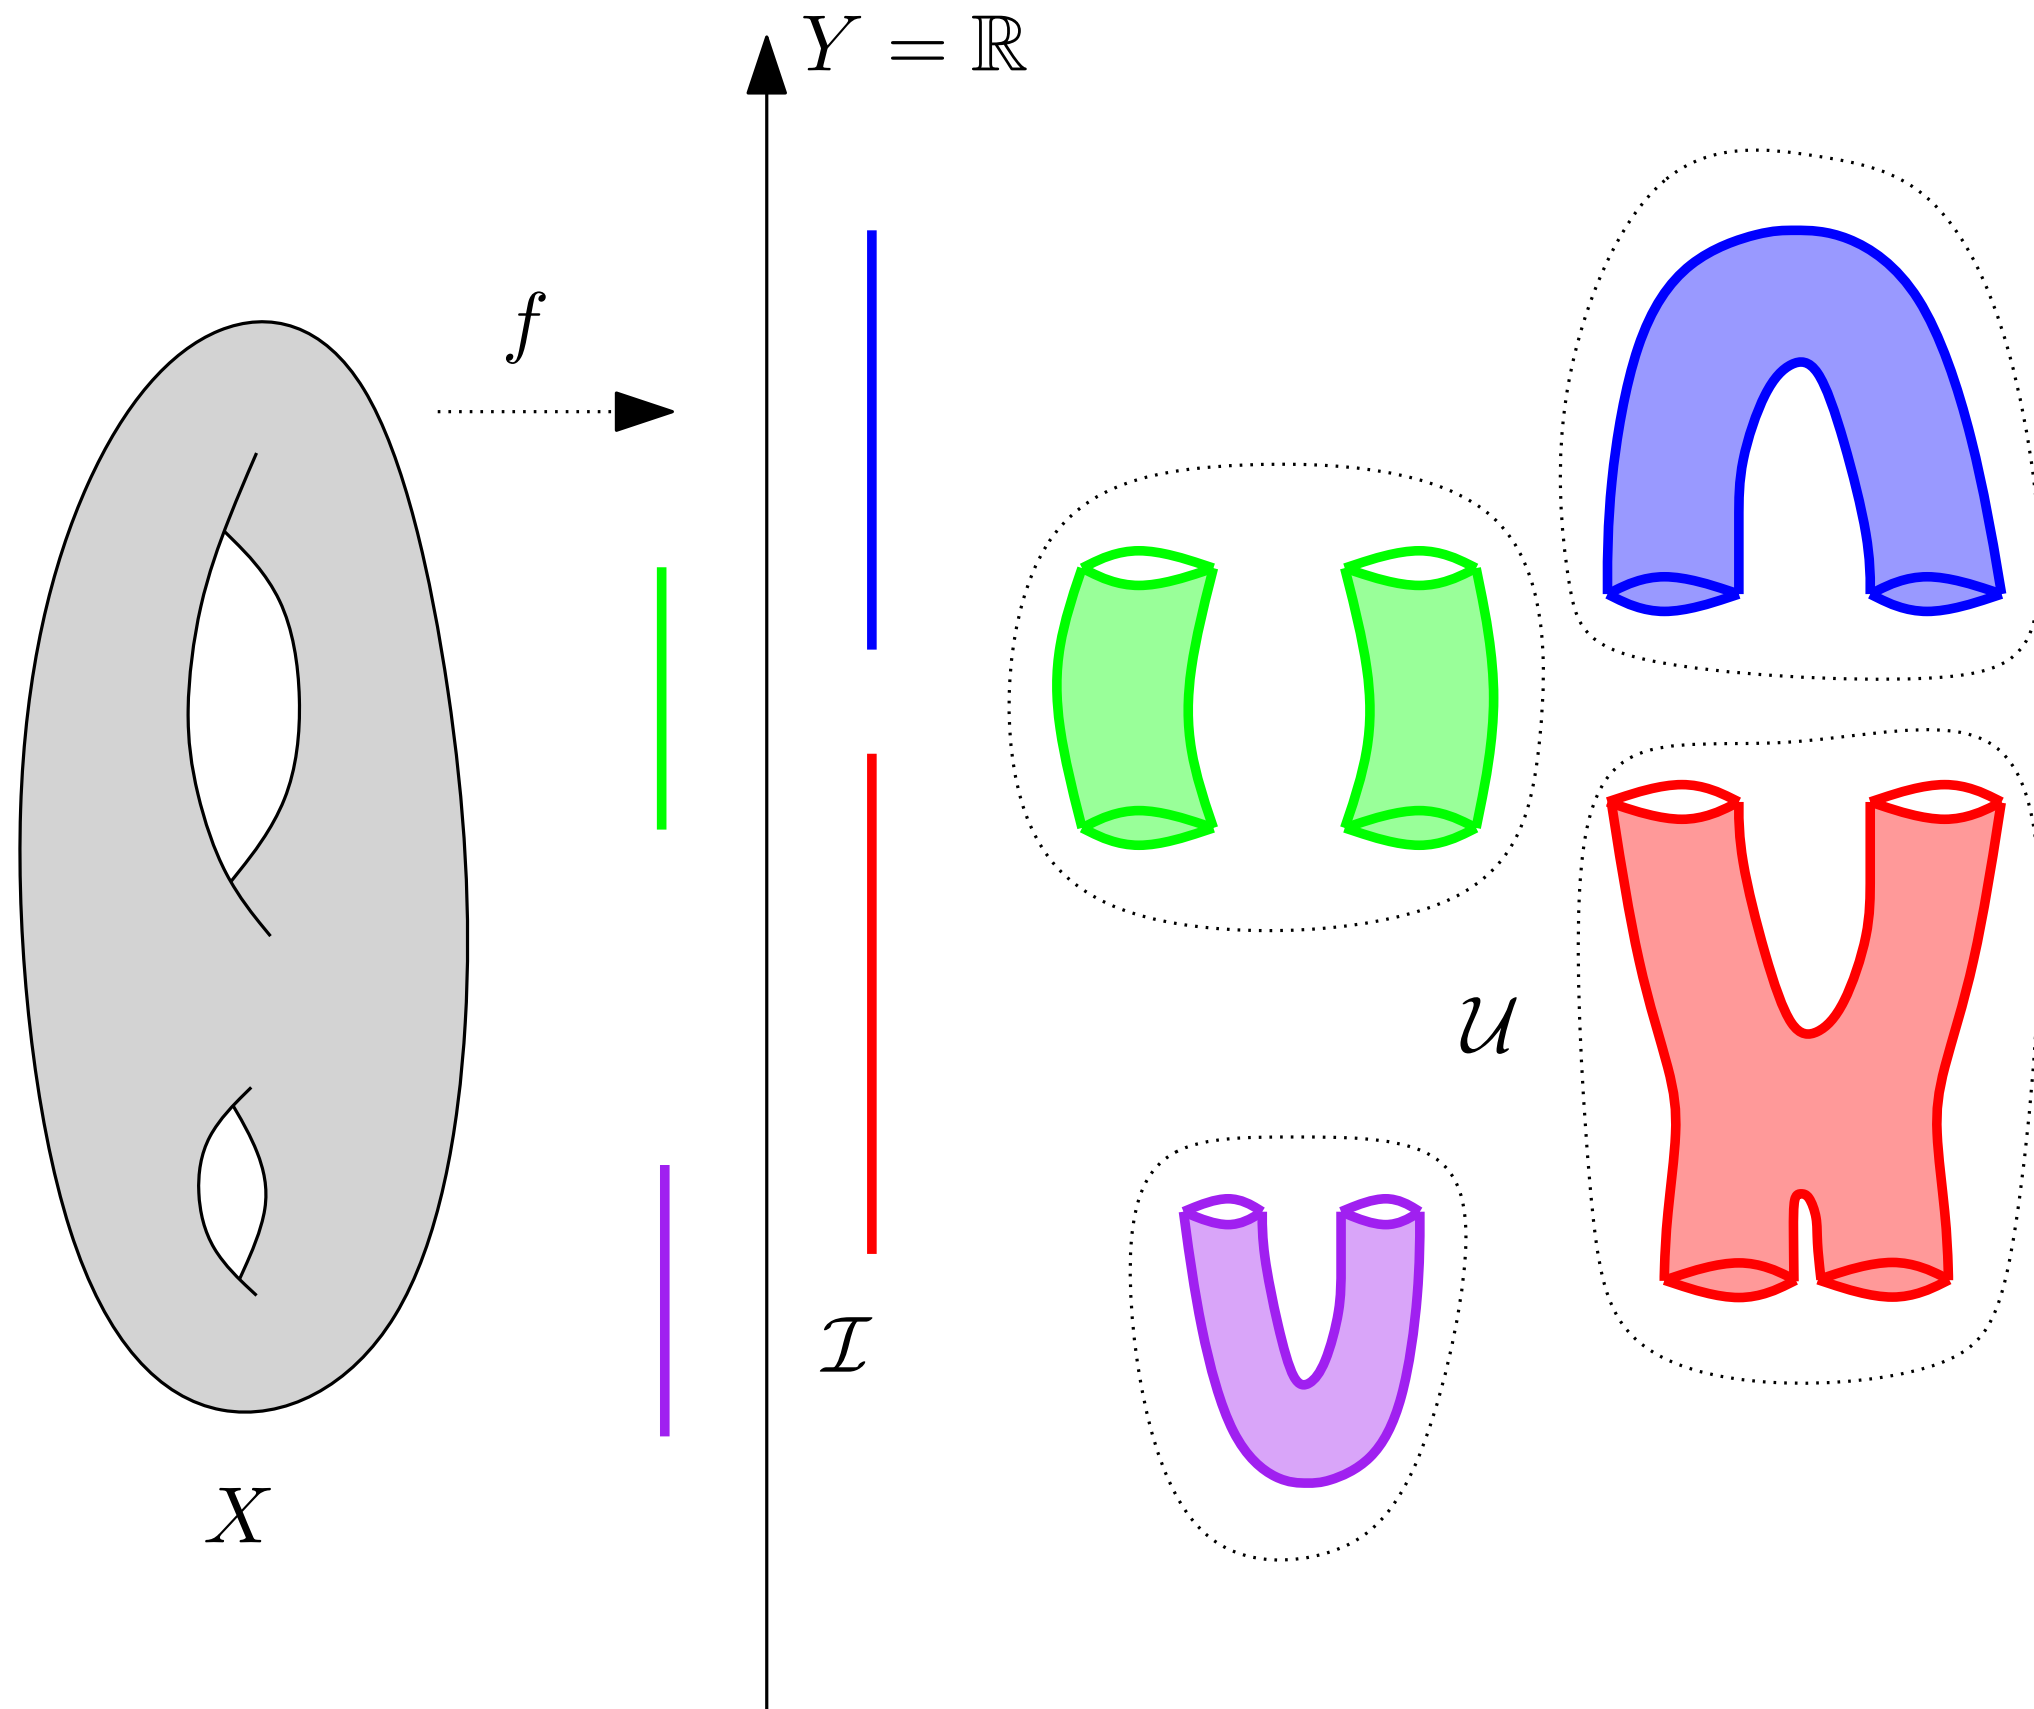 Y = ℝ
f
𝒰
ℐ
X